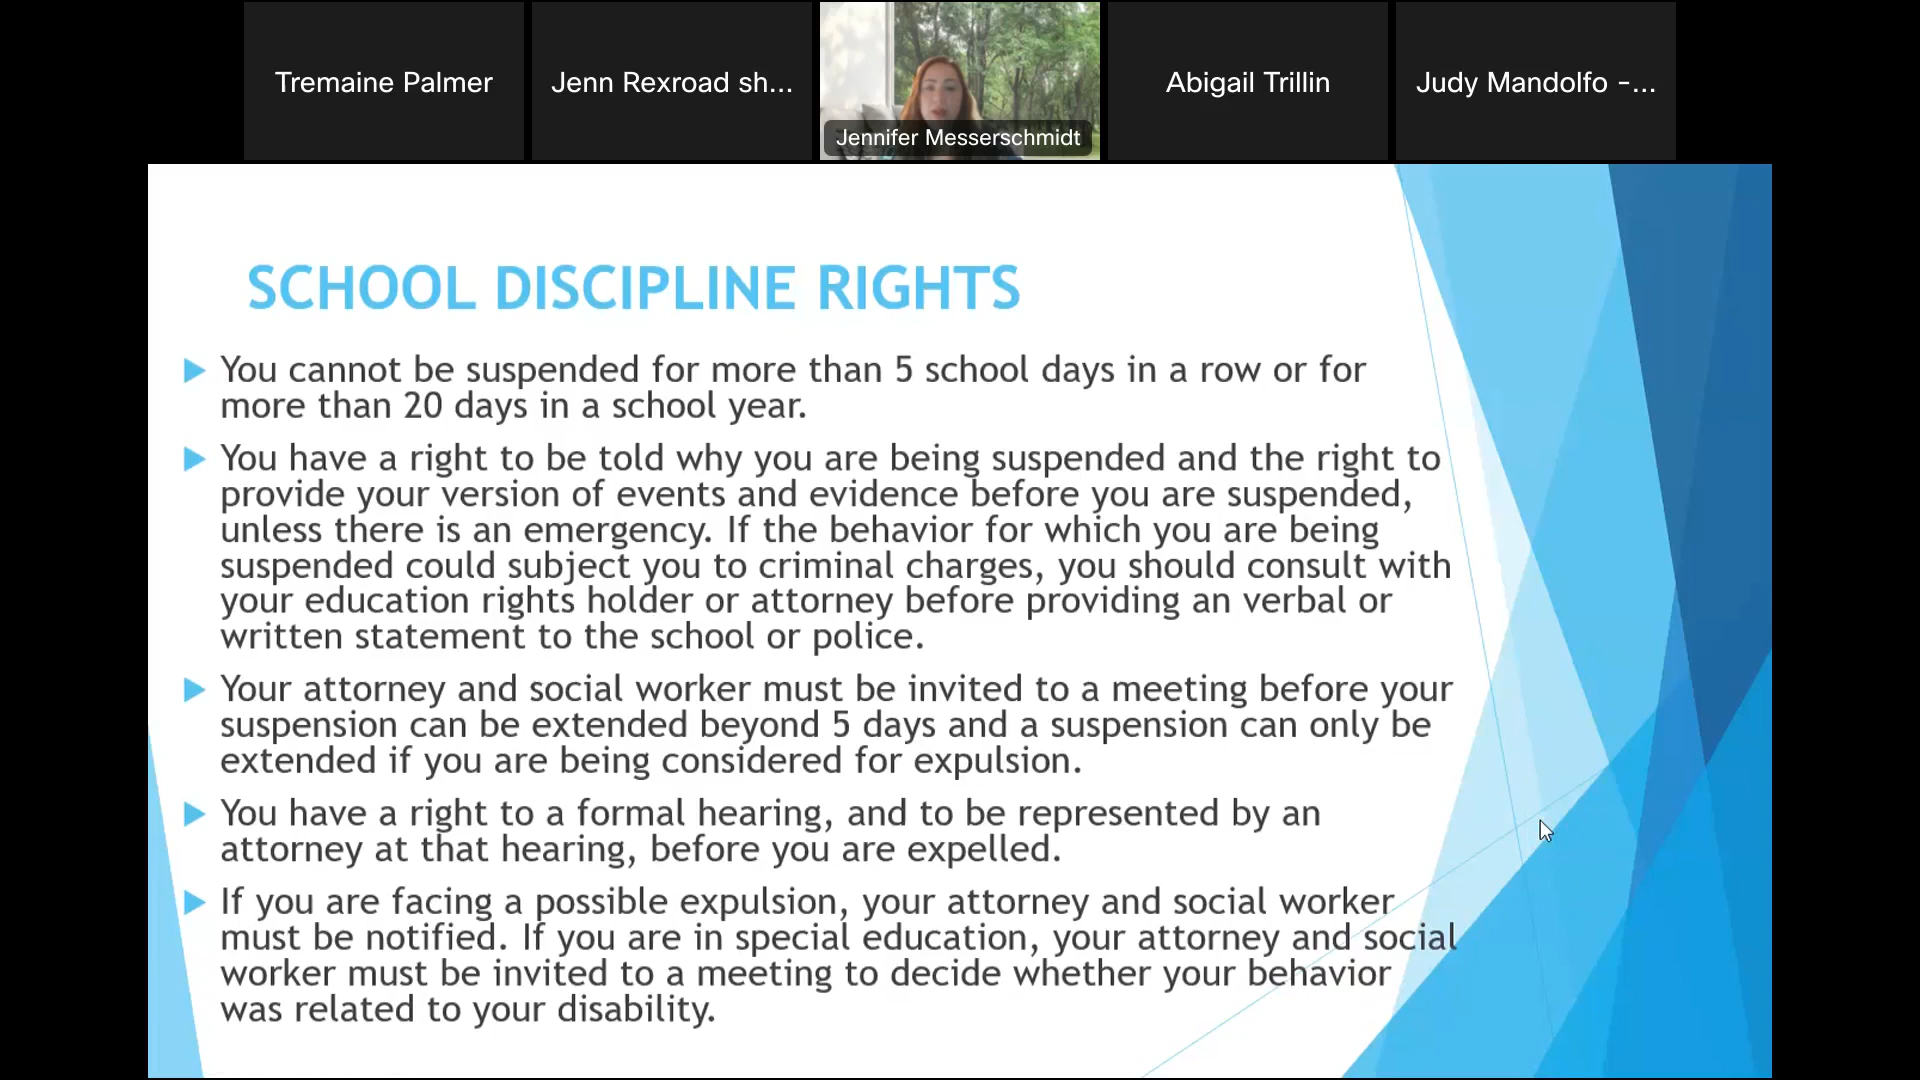 Tremaine Palmer
Jenn Rexroad sh...
Jennifer Messerschmidt
Abigail Trillin
Judy Mandolfo -...
SCHOOL DISCIPLINE RIGHTS
You cannot be suspended for more than 5 school days in a row or for
more than 20 days in a school year.
You have a right to be told why you are being suspended and the right to
provide your version of events and evidence before you are suspended,
unless there is an emergency. If the behavior for which you are being
suspended could subject you to criminal charges, you should consult with
your education rights holder or attorney before providing an verbal or
written statement to the school or police.
Your attorney and social worker must be invited to a meeting before your
suspension can be extended beyond 5 days and a suspension can only be
extended if you are being considered for expulsion.
You have a right to a formal hearing, and to be represented by an
attorney at that hearing, before you are expelled.
If you are facing a possible expulsion, your attorney and social worker
must be notified. If you are in special education, your attorney and social
worker must be invited to a meeting to decide whether your behavior
was related to your disability.